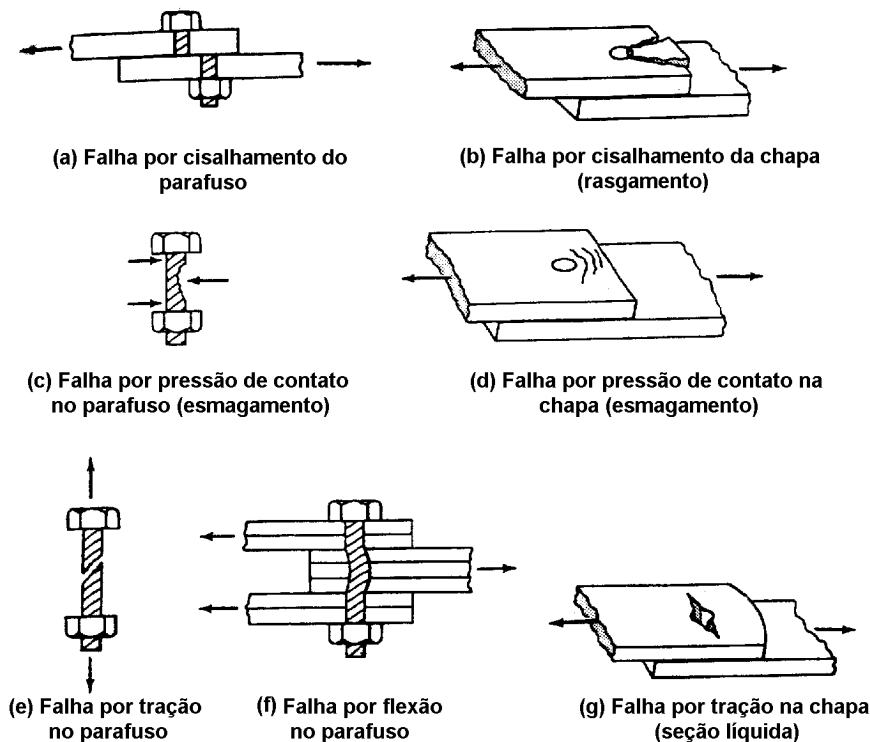 (a) Falha por cisalhamento do
parafuso
(b) Falha por cisalhamento da chapa
(rasgamento)
(c) Falha por pressão de contato
no parafuso (esmagamento)
(d) Falha por pressão de contato na
chapa (esmagamento)
(e) Falha por tração
no parafuso
(f) Falha por flexão
no parafuso
(g) Falha por tração na chapa
(seção líquida)